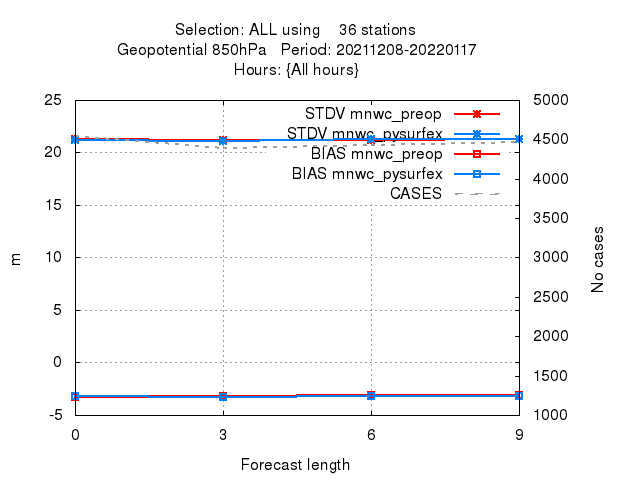 Selection: ALL using 36 stations
Geopotential 850hPa Period: 20211208-20220117
Hours: {All hours}
25
20
15
10
5
0
-5
m
5000
4500
4000
3500
3000
2500
2000
1500
1000
No cases
STDV mnwc_preop
STDV mnwc_pysurfex
BIAS mnwc_preop
BIAS mnwc_pysurfex
CASES
0 3 6 9
Forecast length